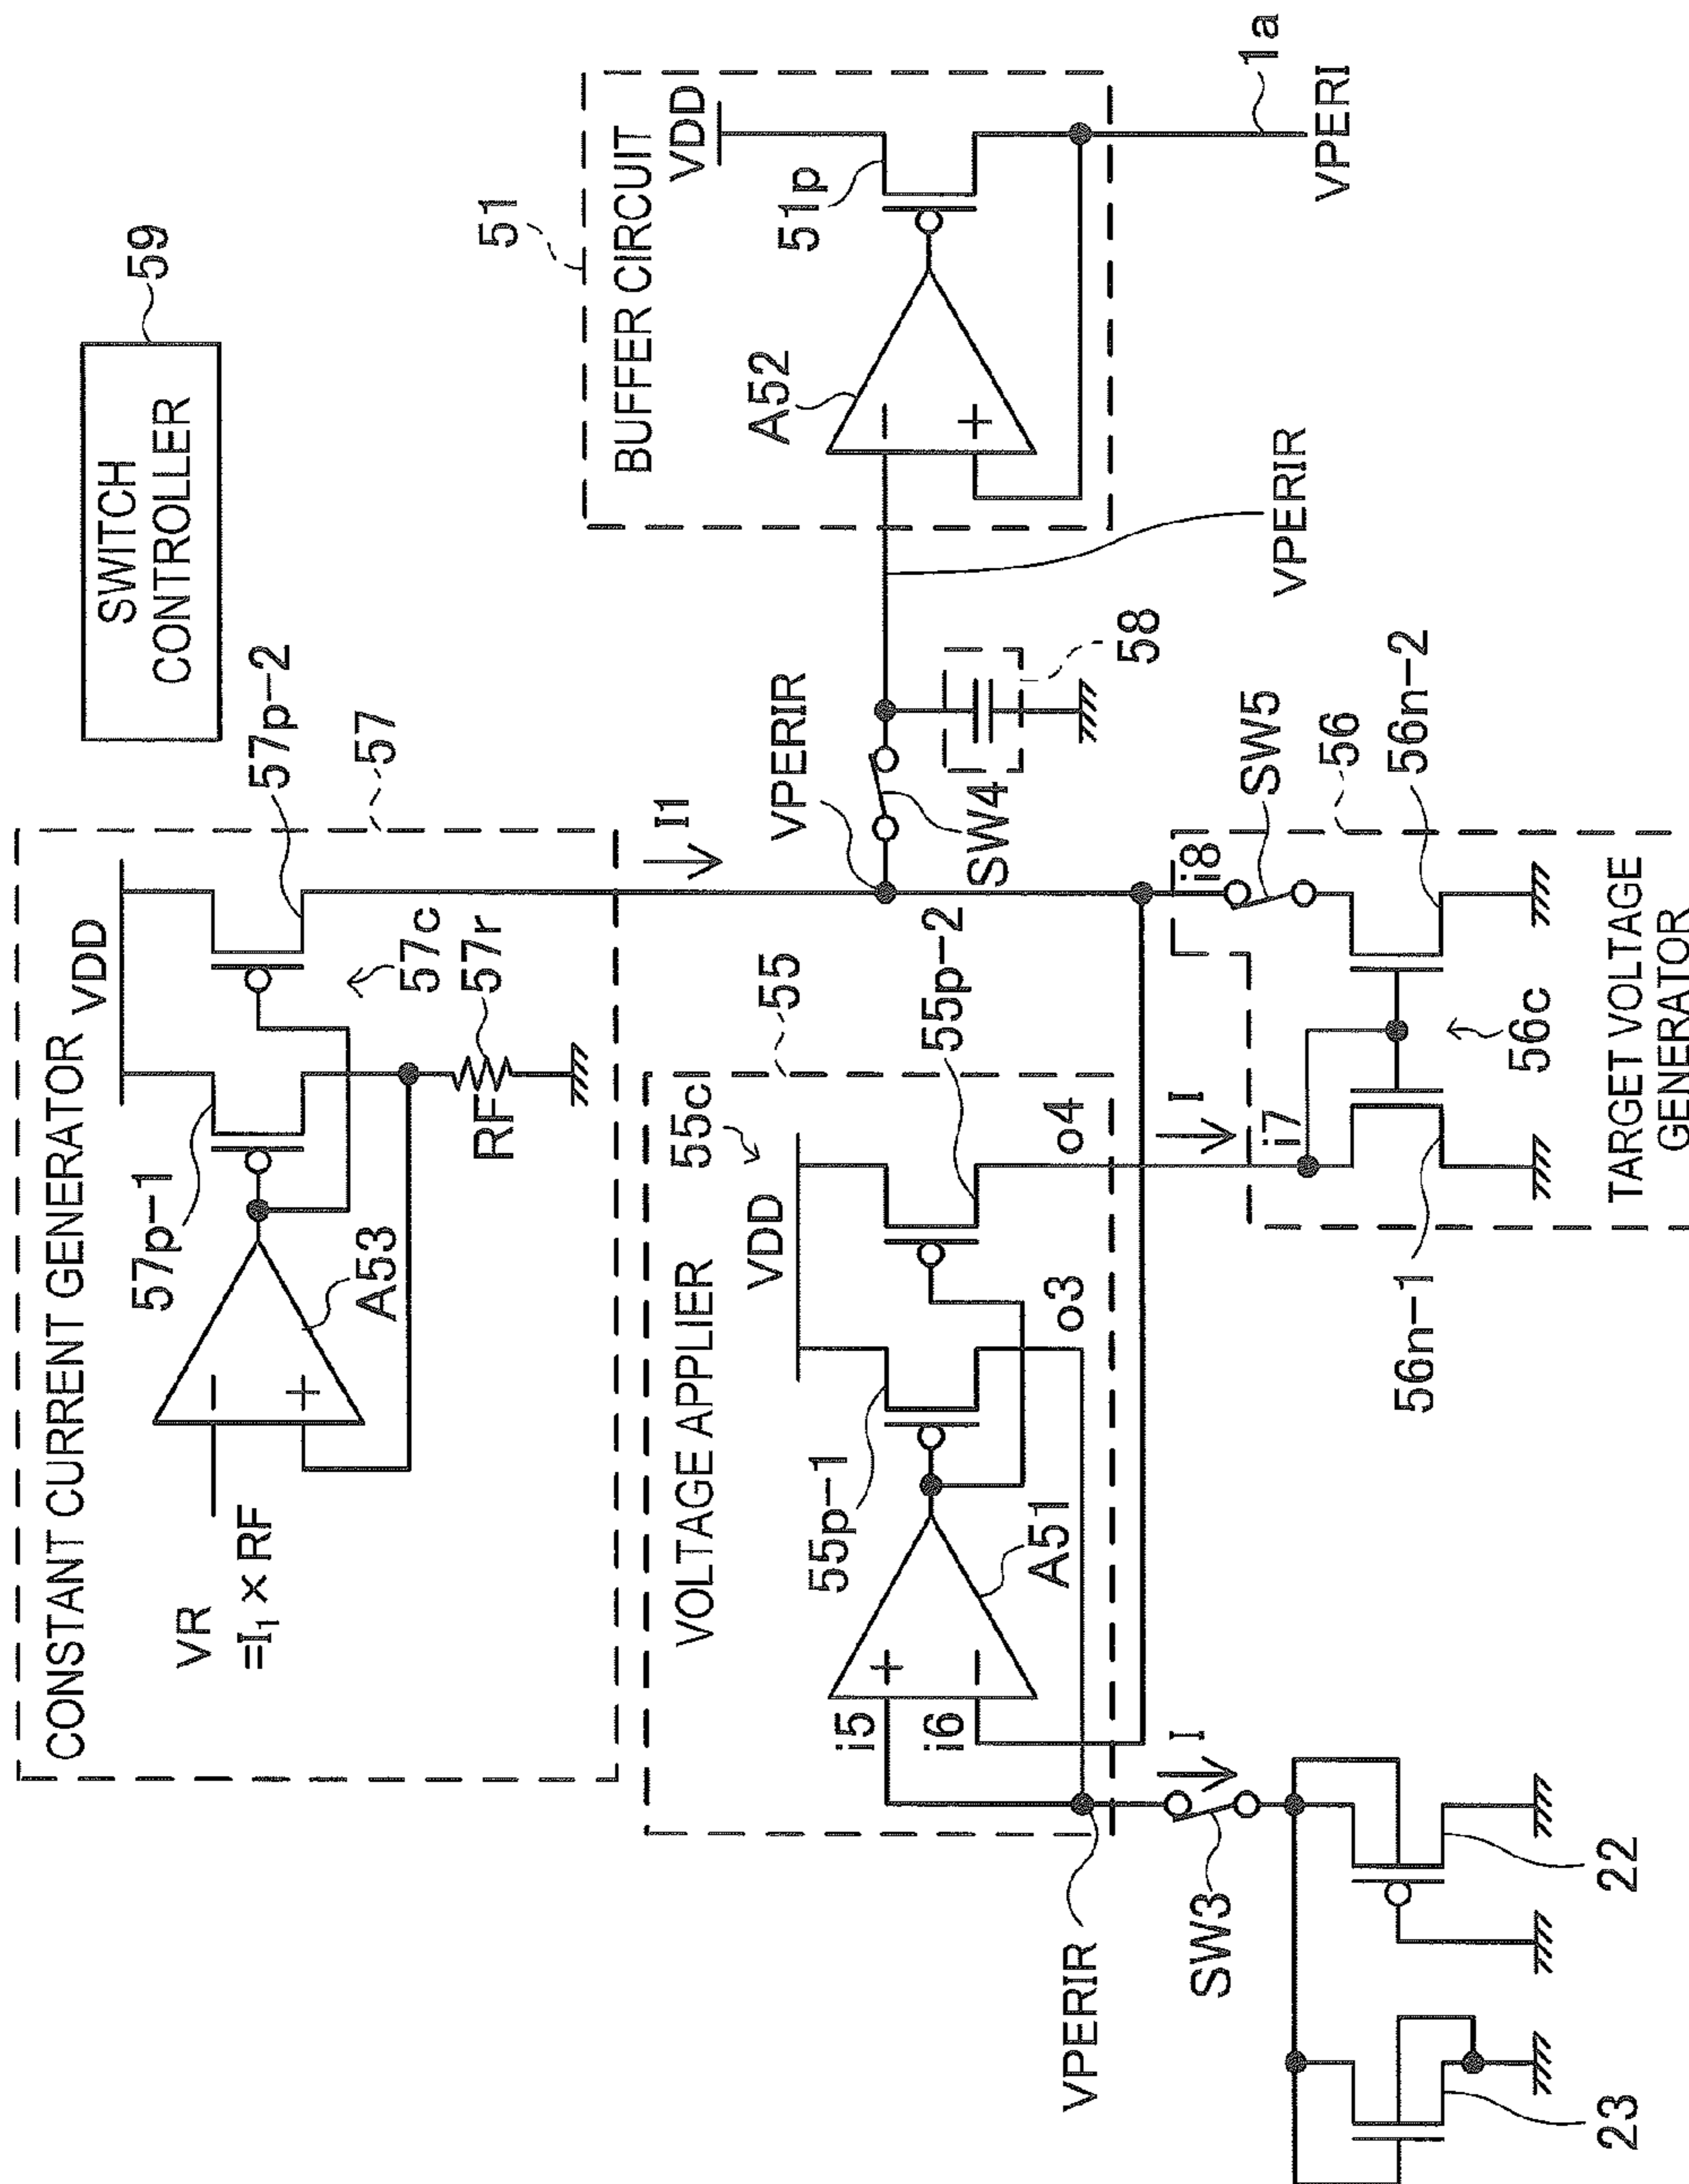 CONSTANT CURRENT GENERATOR
VDD
57p-1
57p-2
57
A53
57c
57r
RF
VR
=I₁ × RF
I1
SWITCH
CONTROLLER
59
51
BUFFER CIRCUIT
VDD
A52
51p
1a
VPERI
VPERIR
VPERIR
SW4
58
VOLTAGE APPLIER
55c
55
VDD
55p-1
55p-2
i5
i6
A51
o3
o4
I
I
VPERIR
SW3
22
23
i7
i8
SW5
56
56n-2
56c
56n-1
TARGET VOLTAGE
GENERATOR
+
−
+
−
+
−